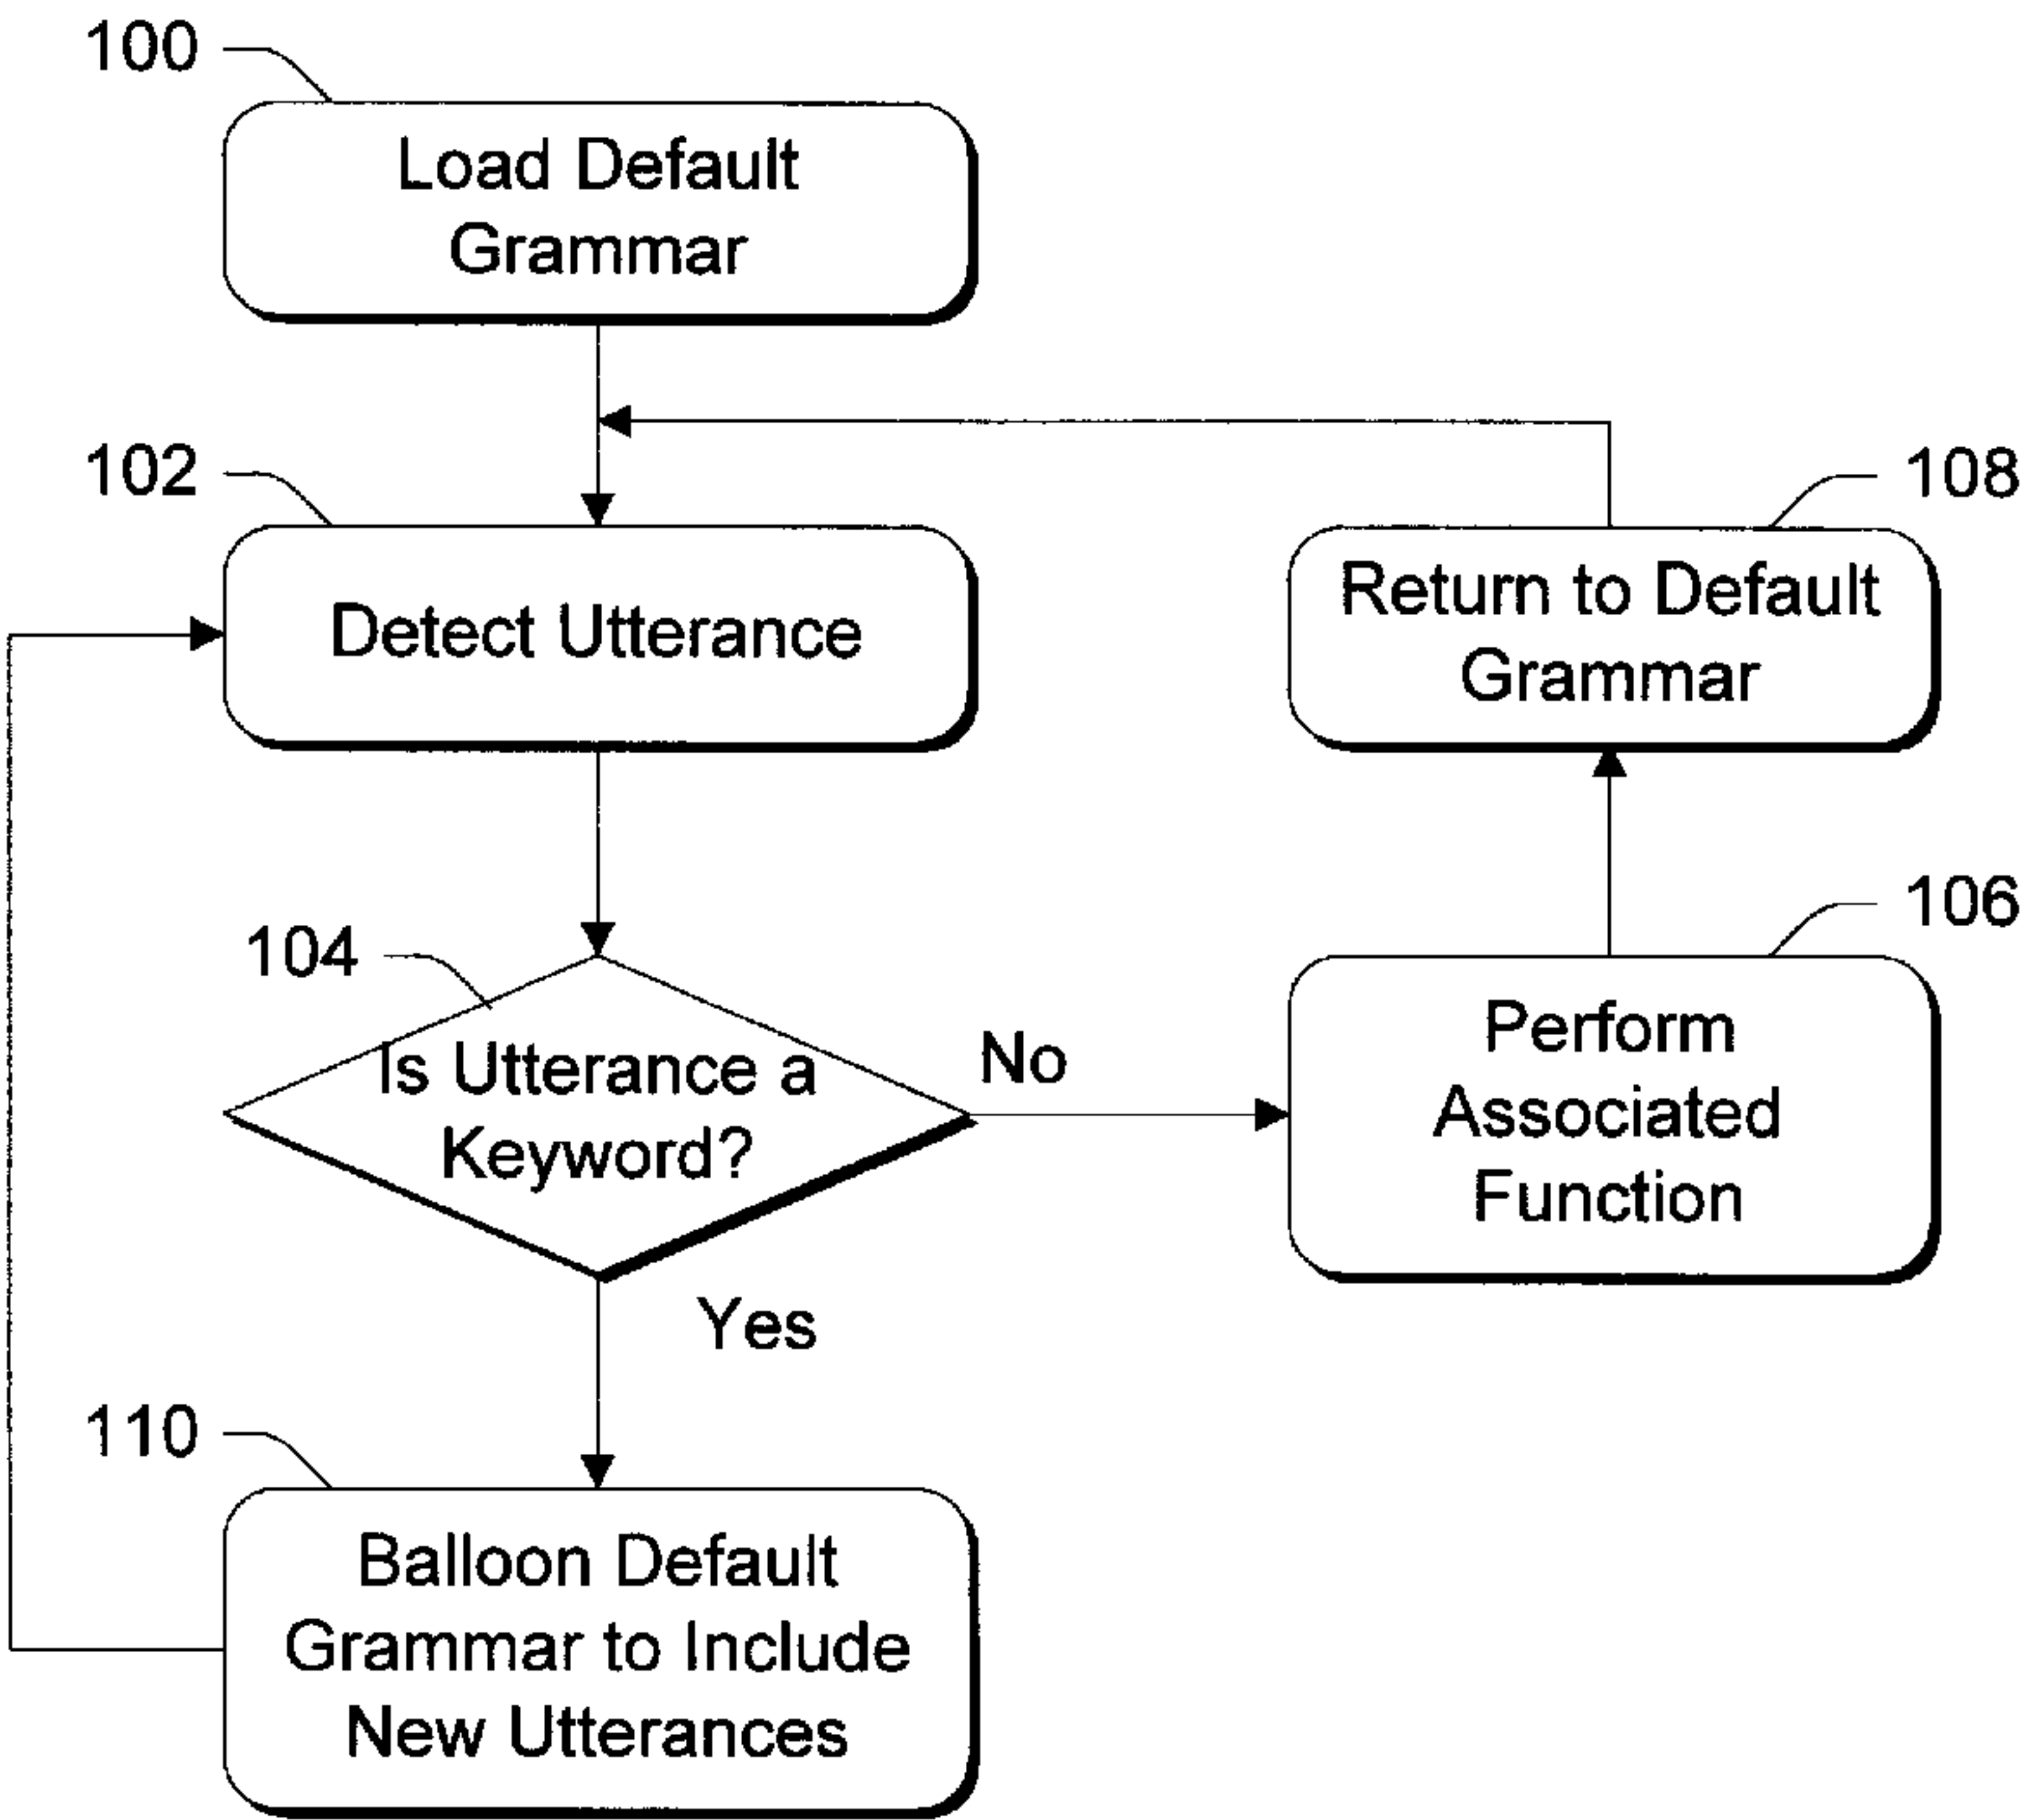 100
Load Default
Grammar
102
Detect Utterance
108
Return to Default
Grammar
104
Is Utterance a
Keyword?
No
106
Perform
Associated
Function
Yes
110
Balloon Default
Grammar to Include
New Utterances